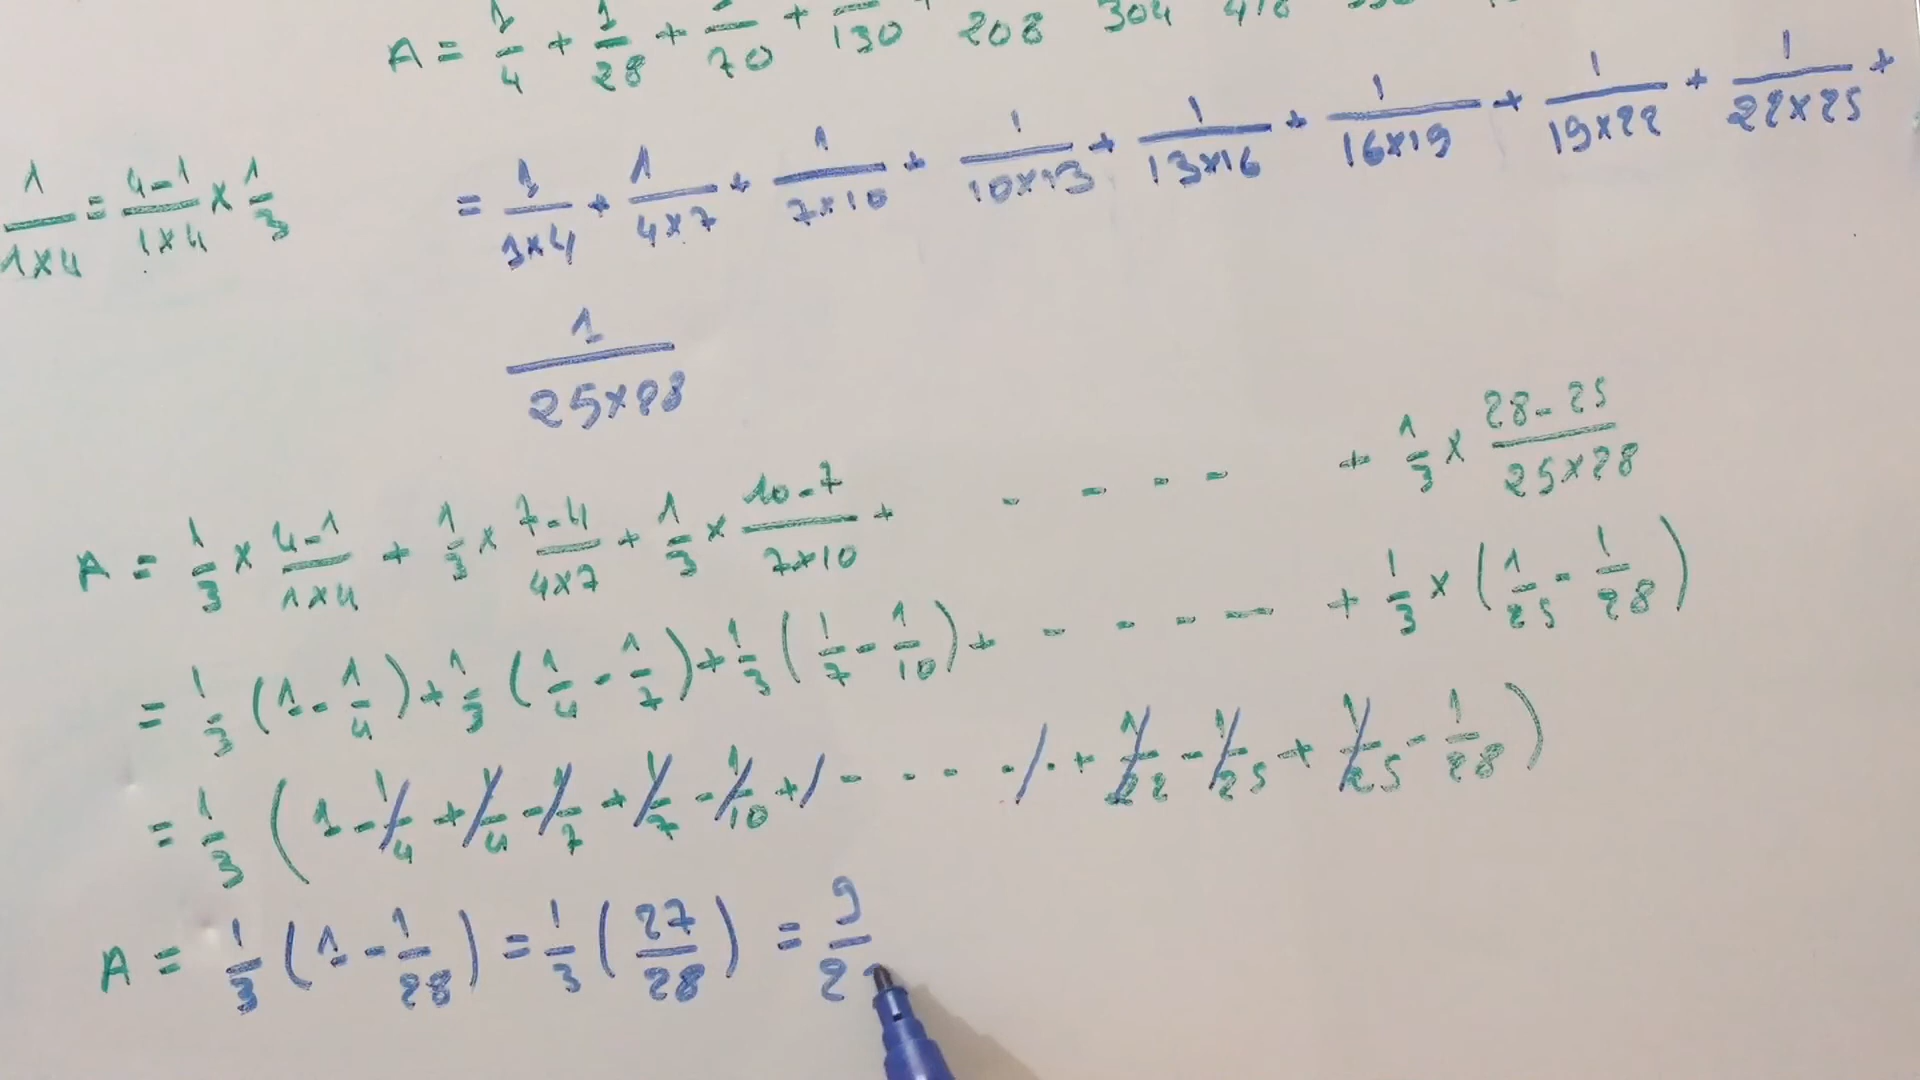 A = 1/4 + 1/28 + 1/70 + 1/130 + 208 304 418
1/(1×4) = (4-1)/(1×4) × 1/3
= 1/(1×4) + 1/(4×7) + 1/(7×10) + 1/(10×13) + 1/(13×16) + 1/(16×19) + 1/(19×22) + 1/(22×25) +
1/(25×28)
A = 1/3 × (4-1)/(1×4) + 1/3 × (7-4)/(4×7) + 1/3 × (10-7)/(7×10) + - - - - + 1/3 × (28-25)/(25×28)
= 1/3 (1 - 1/4) + 1/3 (1/4 - 1/7) + 1/3 (1/7 - 1/10) + - - - - + 1/3 × (1/25 - 1/28)
= 1/3 (1 - 1/4 + 1/4 - 1/7 + 1/7 - 1/10 + - - - - - + 1/22 - 1/25 + 1/25 - 1/28)
A = 1/3 (1 - 1/28) = 1/3 (27/28) = 9/2